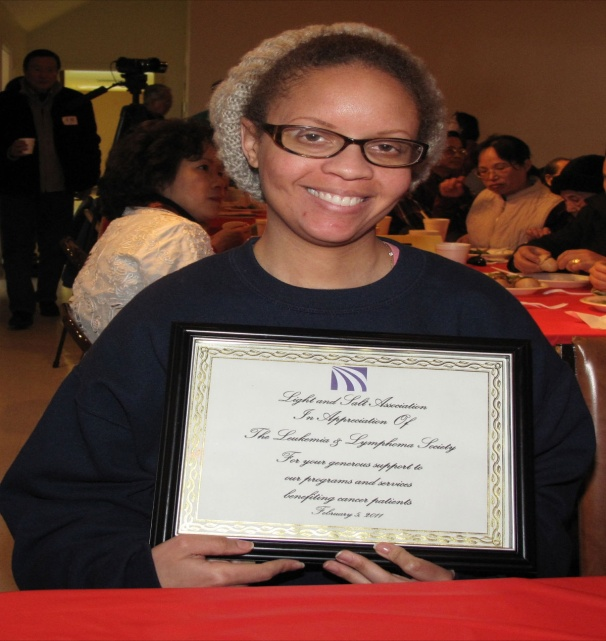 Light and Salt Association
In Appreciation Of
The Leukemia & Lymphoma Society
For your generous support to
our programs and services
benefiting cancer patients
February 5, 2011